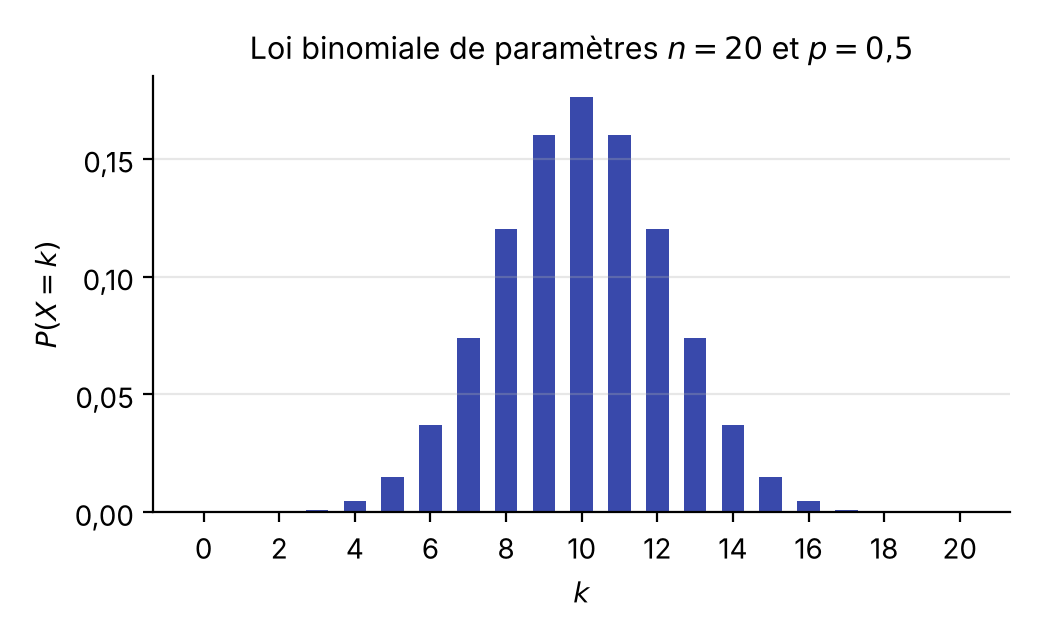 Loi binomiale de paramètres n = 20 et p = 0,5
P(X = k)
0,15
0,10
0,05
0,00
0 2 4 6 8 10 12 14 16 18 20
k